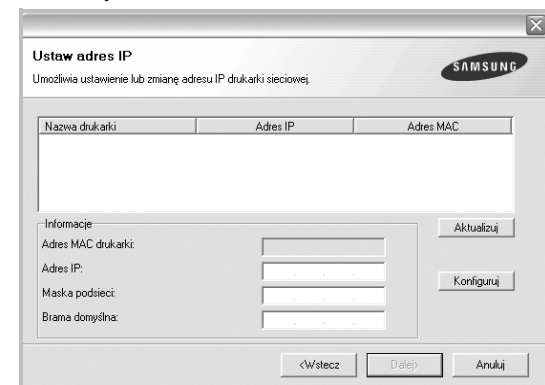 Ustaw adres IP
Umożliwia ustawienie lub zmianę adresu IP drukarki sieciowej.
SAMSUNG
Nazwa drukarki Adres IP Adres MAC
Informacje
Aktualizuj
Adres MAC drukarki:
Adres IP:
Konfiguruj
Maska podsieci:
Brama domyślna:
<Wstecz Dalej> Anuluj